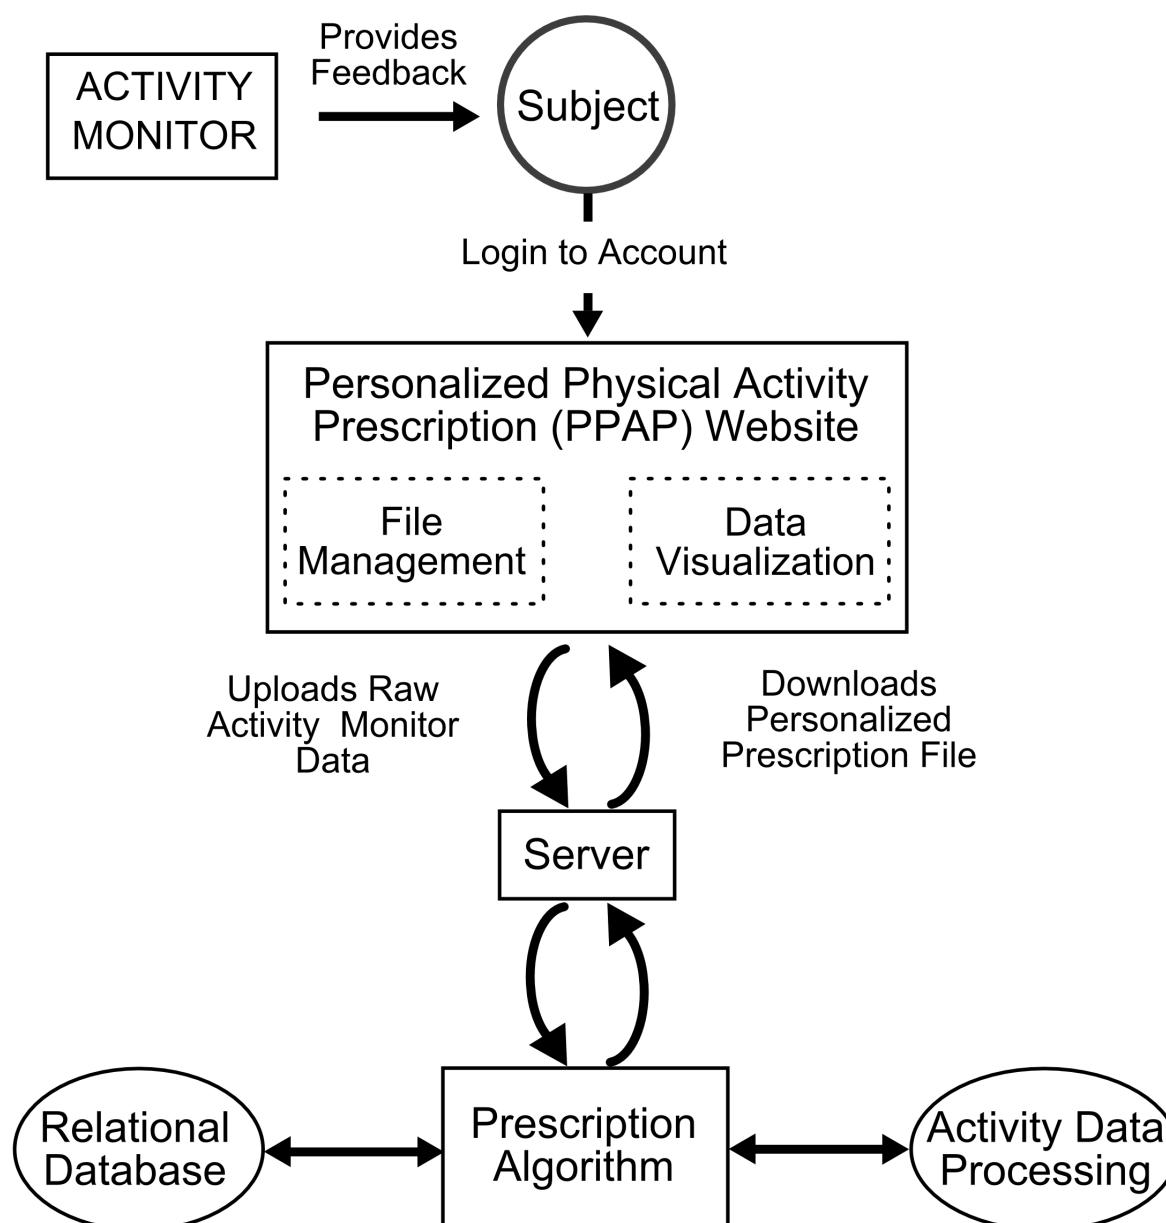 Provides
Feedback
ACTIVITY
MONITOR
Subject
Login to Account
Personalized Physical Activity
Prescription (PPAP) Website
File
Management
Data
Visualization
Uploads Raw
Activity  Monitor
Data
Downloads
Personalized
Prescription File
Server
Relational
Database
Prescription
Algorithm
Activity Data
Processing